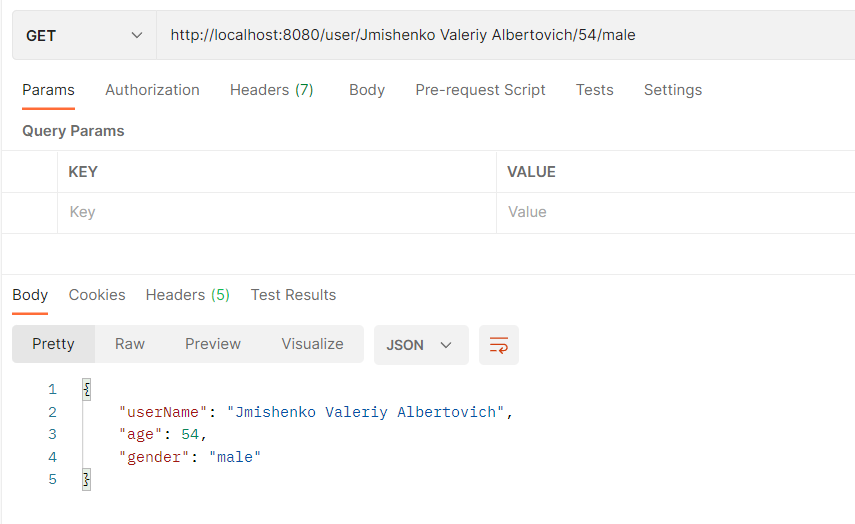 GET http://localhost:8080/user/Jmishenko Valeriy Albertovich/54/male
Params Authorization Headers (7) Body Pre-request Script Tests Settings
Query Params
KEY VALUE
Key Value
Body Cookies Headers (5) Test Results
Pretty Raw Preview Visualize JSON
1 {
2 "userName": "Jmishenko Valeriy Albertovich",
3 "age": 54,
4 "gender": "male"
5 }